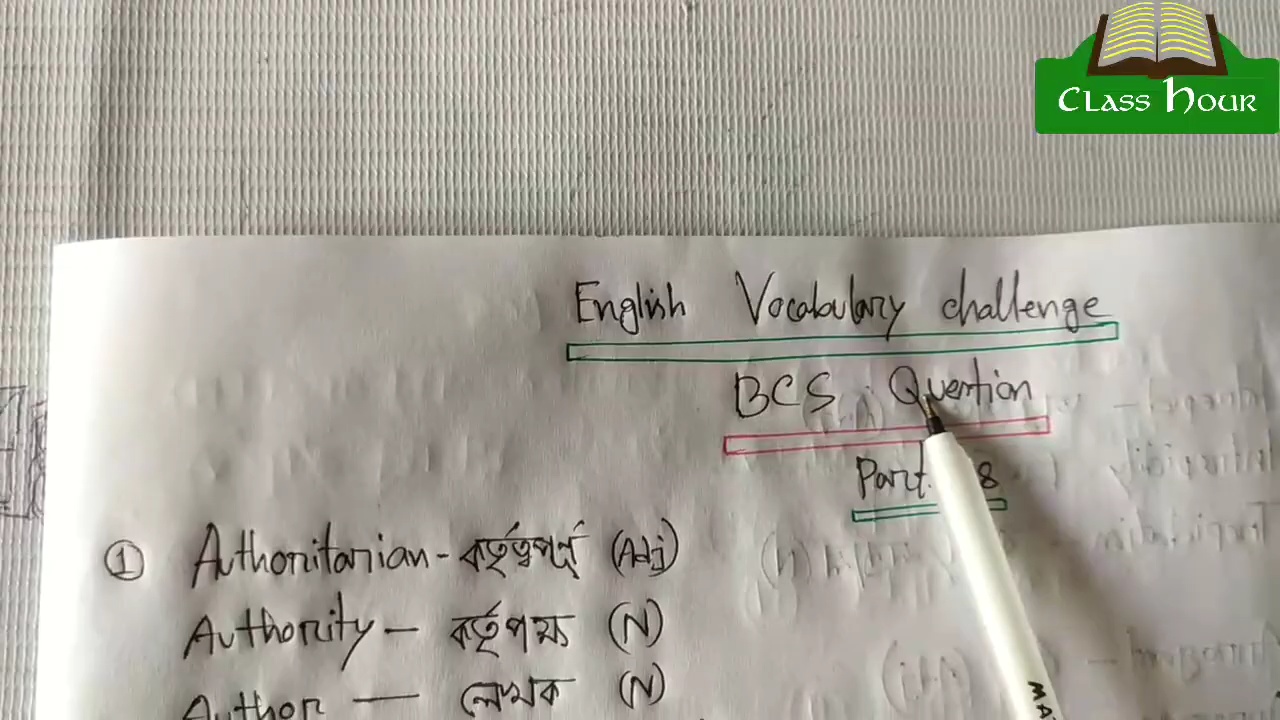 CLASS HOUR
English Vocabulary challenge
BCS Question
Part 8
① Authoritarian - কর্তৃত্বপূর্ণ (Adj)
Authority — কর্তৃপক্ষ (N)
Author — লেখক (N)